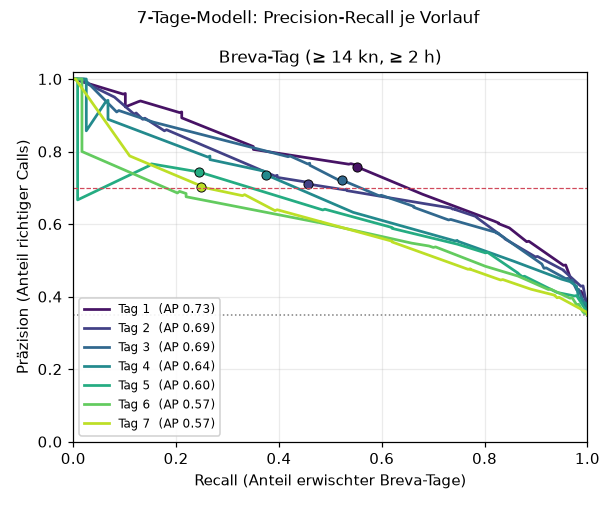 7-Tage-Modell: Precision-Recall je Vorlauf
Breva-Tag (≥ 14 kn, ≥ 2 h)
Präzision (Anteil richtiger Calls)
1.0
0.8
0.6
0.4
0.2
0.0
Tag 1 (AP 0.73)
Tag 2 (AP 0.69)
Tag 3 (AP 0.69)
Tag 4 (AP 0.64)
Tag 5 (AP 0.60)
Tag 6 (AP 0.57)
Tag 7 (AP 0.57)
0.0 0.2 0.4 0.6 0.8 1.0
Recall (Anteil erwischter Breva-Tage)